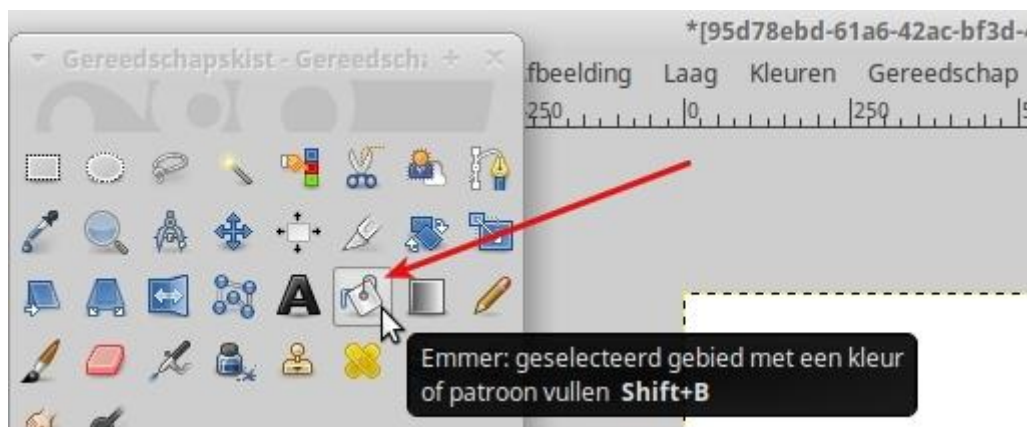 *[95d78ebd-61a6-42ac-bf3d-
Gereedschapskist - Gereedsch
Laag Kleuren Gereedschap
250 0 250
Emmer: geselecteerd gebied met een kleur
of patroon vullen Shift+B